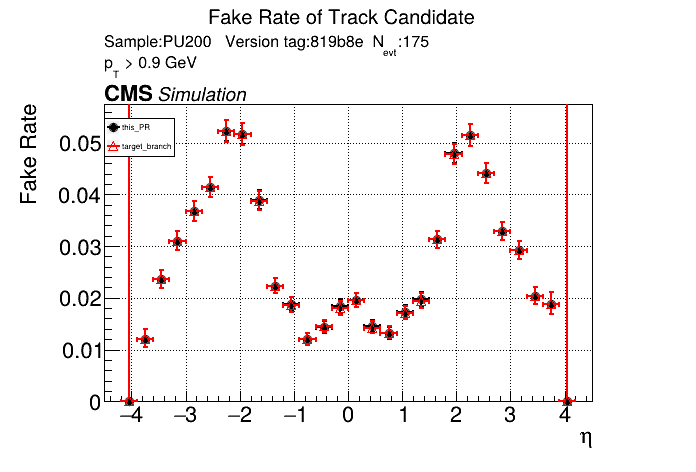 Fake Rate of Track Candidate
Sample:PU200 Version tag:819b8e N_evt:175
p_T > 0.9 GeV
CMS Simulation
Fake Rate
this_PR
target_branch
0.05
0.04
0.03
0.02
0.01
0
−4 −3 −2 −1 0 1 2 3 4
η